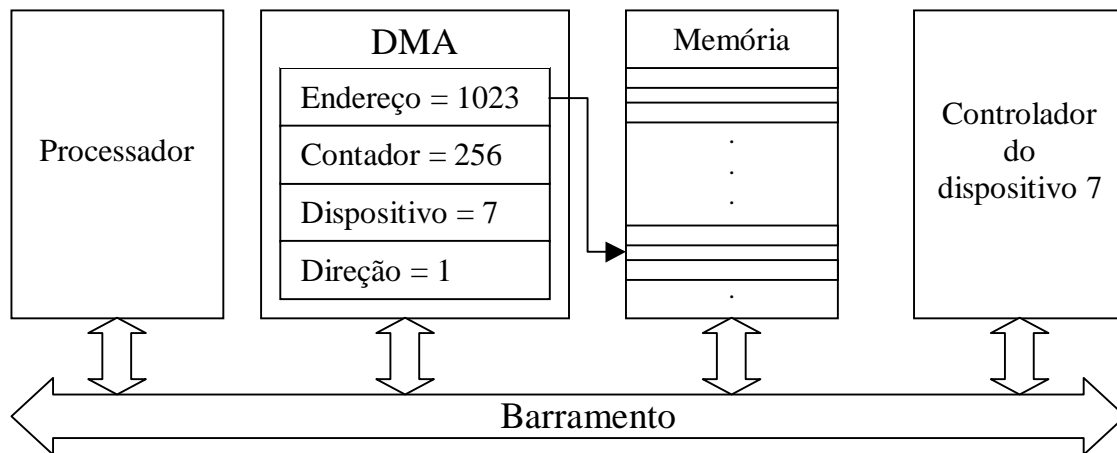 Processador
DMA
Endereço = 1023
Contador = 256
Dispositivo = 7
Direção = 1
Memória
.
.
.
.
Controlador
do
dispositivo 7
Barramento